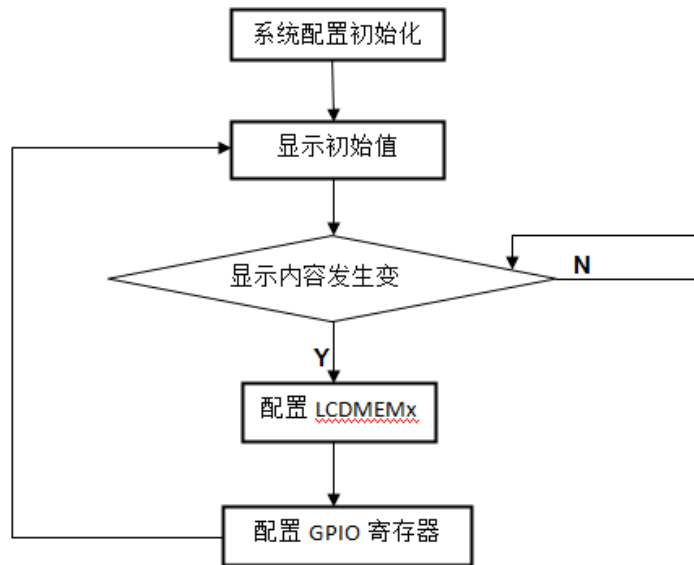 系统配置初始化
显示初始值
显示内容发生变
N
Y
配置 LCDMEMx
配置 GPIO 寄存器